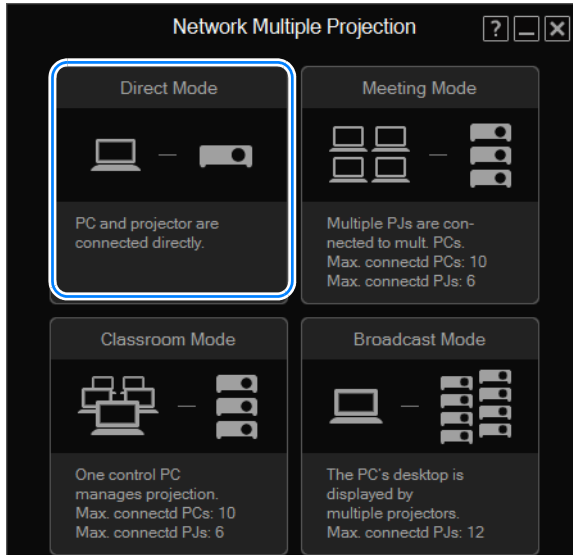 Network Multiple Projection
Direct Mode
PC and projector are
connected directly.
Meeting Mode
Multiple PJs are con-
nected to mult. PCs.
Max. connectd PCs: 10
Max. connectd PJs: 6
Classroom Mode
One control PC
manages projection.
Max. connectd PCs: 10
Max. connectd PJs: 6
Broadcast Mode
The PC's desktop is
displayed by
multiple projectors.
Max. connectd PJs: 12